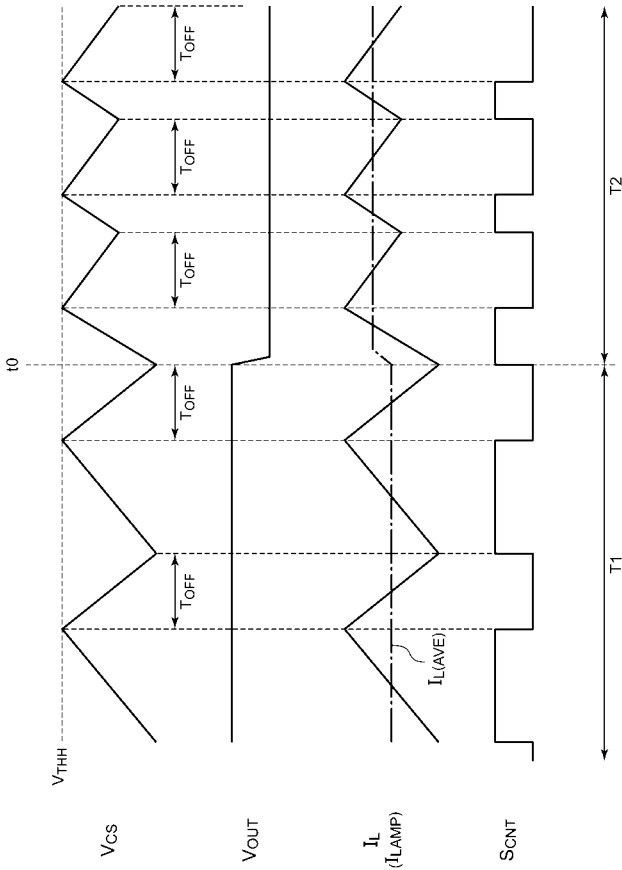 t0
VTHH
VCS
TOFF
TOFF
TOFF
TOFF
TOFF
VOUT
IL
(ILAMP)
IL(AVE)
SCNT
T1
T2